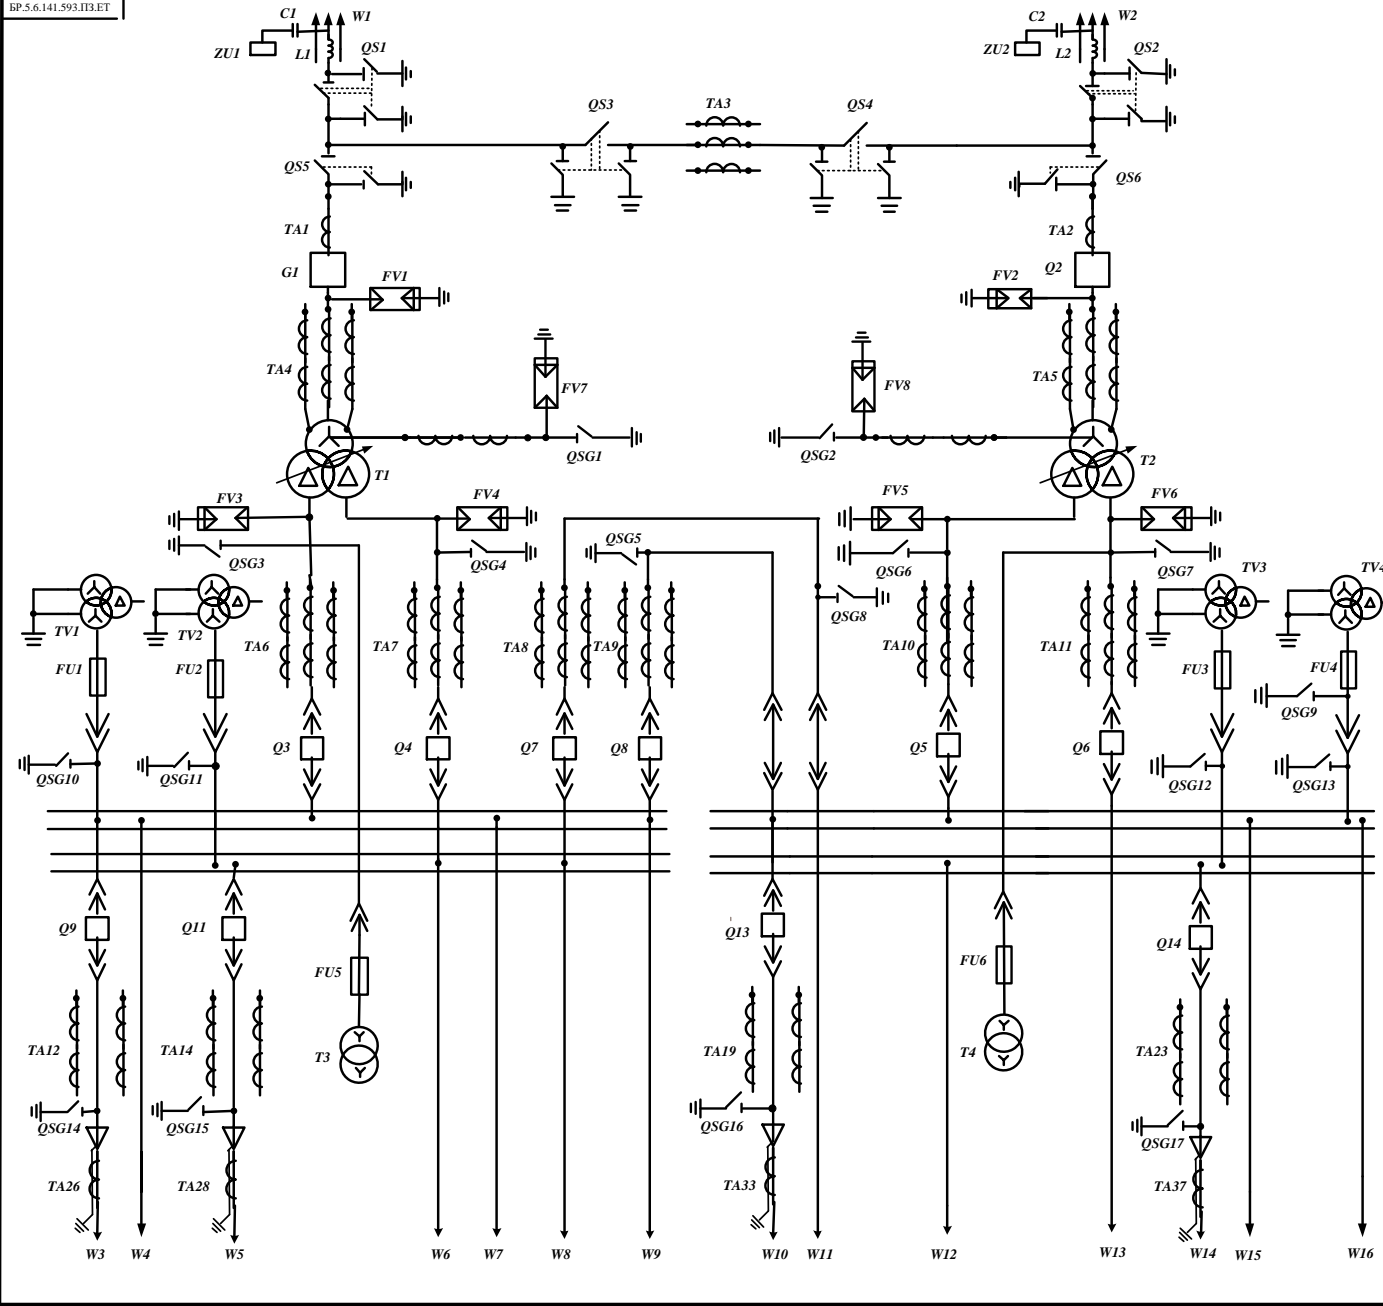 БР.5.6.141.593.ПЗ.ЕТ
C1 W1 C2 W2
ZU1 L1 QS1 ZU2 L2 QS2
QS3 TA3 QS4
QS5 QS6
TA1 TA2
G1 FV1 FV2 Q2
TA4 FV7 FV8 TA5
QSG1 QSG2
T1 T2
FV3 FV4 FV5 FV6
QSG3 QSG4 QSG5 QSG6 QSG7 TV3 TV4
TV1 TV2 QSG8
TA6 TA7 TA8 TA9 TA10 TA11
FU1 FU2 FU3 FU4
QSG9
Q3 Q4 Q7 Q8 Q5 Q6
QSG10 QSG11 QSG12 QSG13
Q9 Q11 Q13 Q14
FU5 FU6
TA12 TA14 T3 TA19 T4 TA23
QSG14 QSG15 QSG16 QSG17
TA26 TA28 TA33 TA37
W3 W4 W5 W6 W7 W8 W9 W10 W11 W12 W13 W14 W15 W16